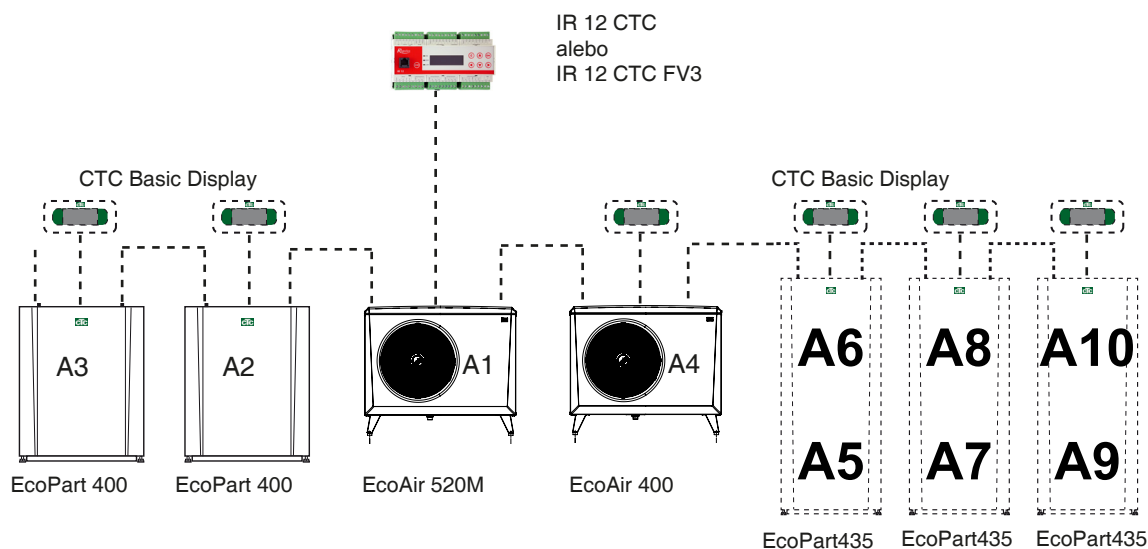 IR 12 CTC
alebo
IR 12 CTC FV3
CTC Basic Display
CTC Basic Display
A3
A2
A1
A4
A6
A8
A10
A5
A7
A9
EcoPart 400
EcoPart 400
EcoAir 520M
EcoAir 400
EcoPart435
EcoPart435
EcoPart435